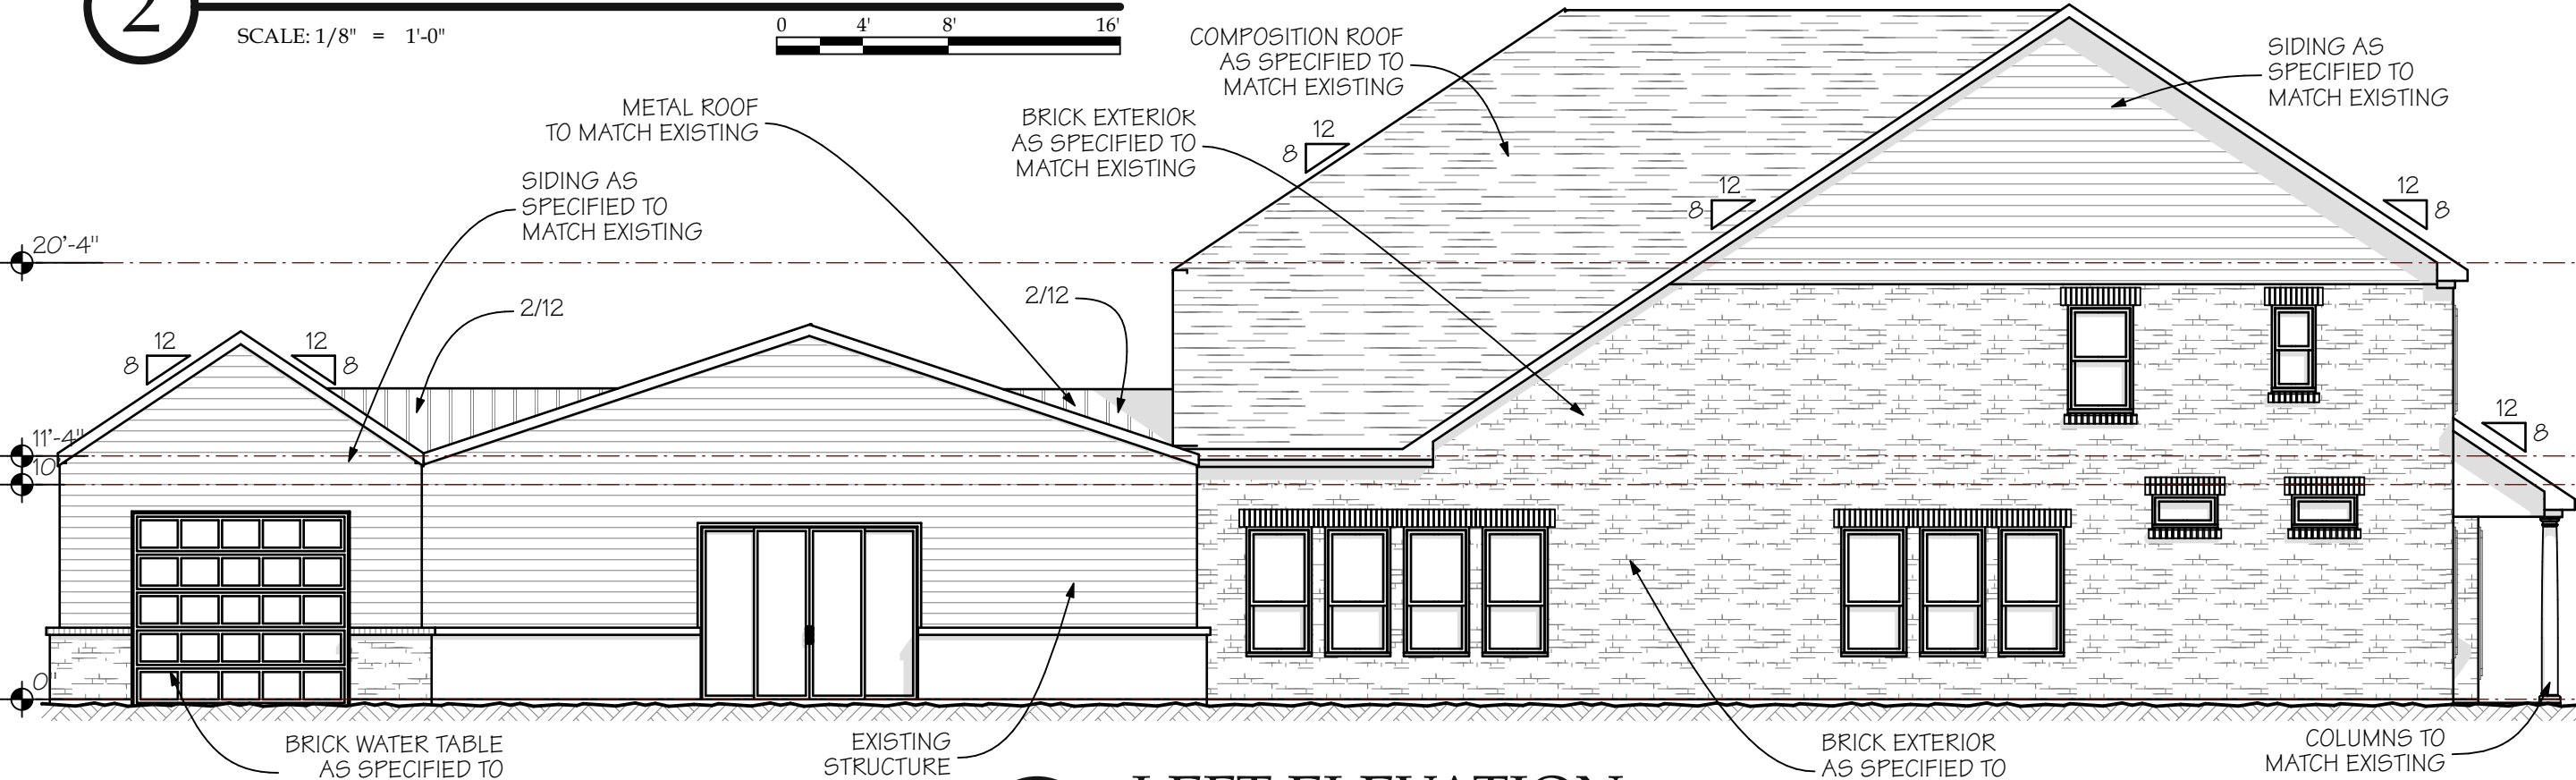 2
SCALE: 1/8" = 1'-0"
0 4' 8' 16'
COMPOSITION ROOF
AS SPECIFIED TO
MATCH EXISTING
SIDING AS
SPECIFIED TO
MATCH EXISTING
METAL ROOF
TO MATCH EXISTING
BRICK EXTERIOR
AS SPECIFIED TO
MATCH EXISTING
12
8
SIDING AS
SPECIFIED TO
MATCH EXISTING
12
8
12
8
20'-4"
2/12
2/12
12
8
12
8
12
8
11'-4"
10'
0"
BRICK WATER TABLE
AS SPECIFIED TO
EXISTING
STRUCTURE
BRICK EXTERIOR
AS SPECIFIED TO
COLUMNS TO
MATCH EXISTING
LEFT ELEVATION